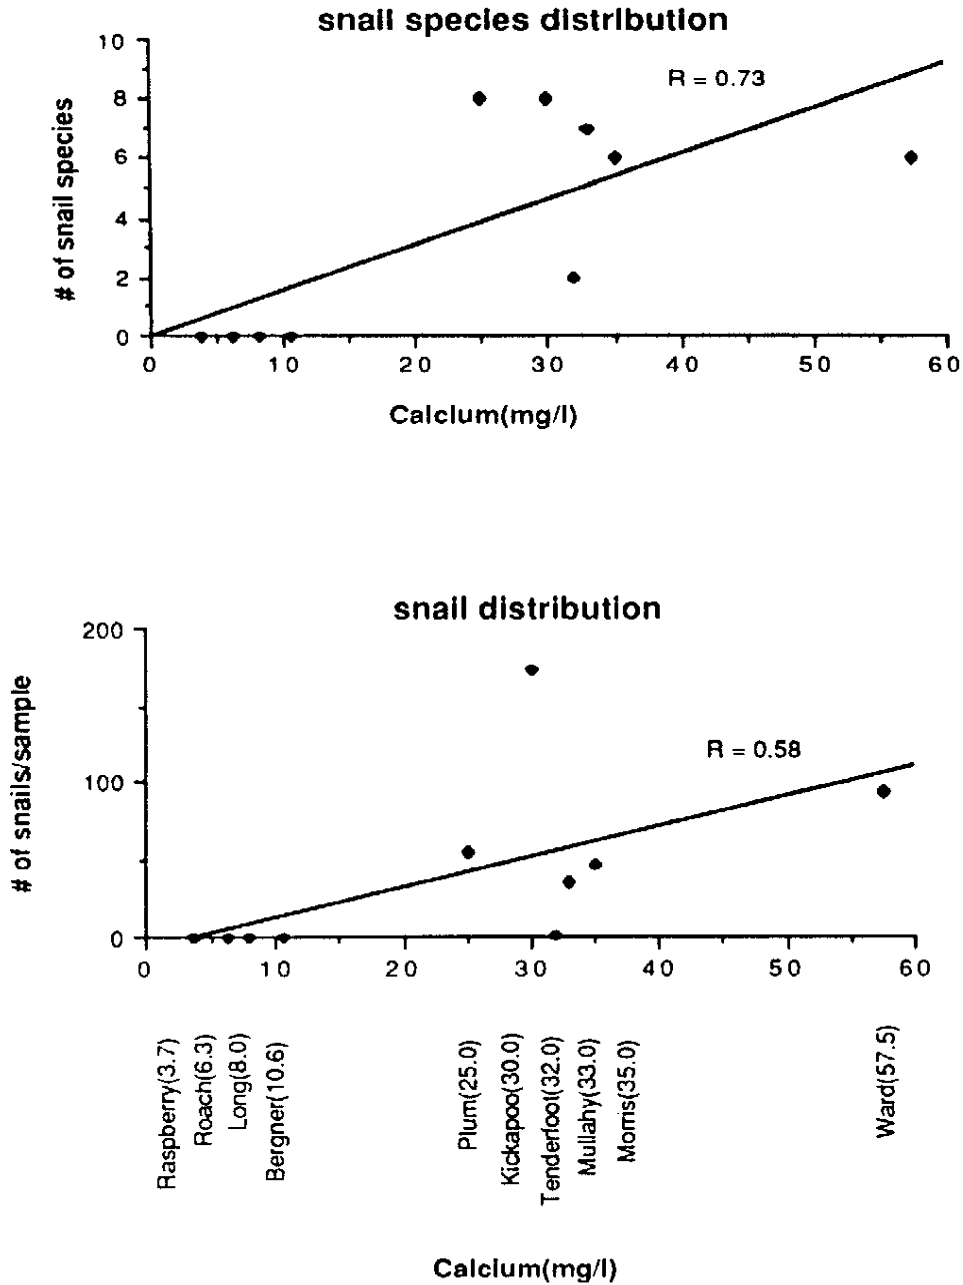 snail species distribution
10
8
6
4
2
0
# of snail species
R = 0.73
0 10 20 30 40 50 60
Calcium(mg/l)
snail distribution
200
100
0
# of snails/sample
R = 0.58
0 10 20 30 40 50 60
Raspberry(3.7)
Roach(6.3)
Long(8.0)
Bergner(10.6)
Plum(25.0)
Kickapoo(30.0)
Tenderfoot(32.0)
Mullahy(33.0)
Morris(35.0)
Ward(57.5)
Calcium(mg/l)